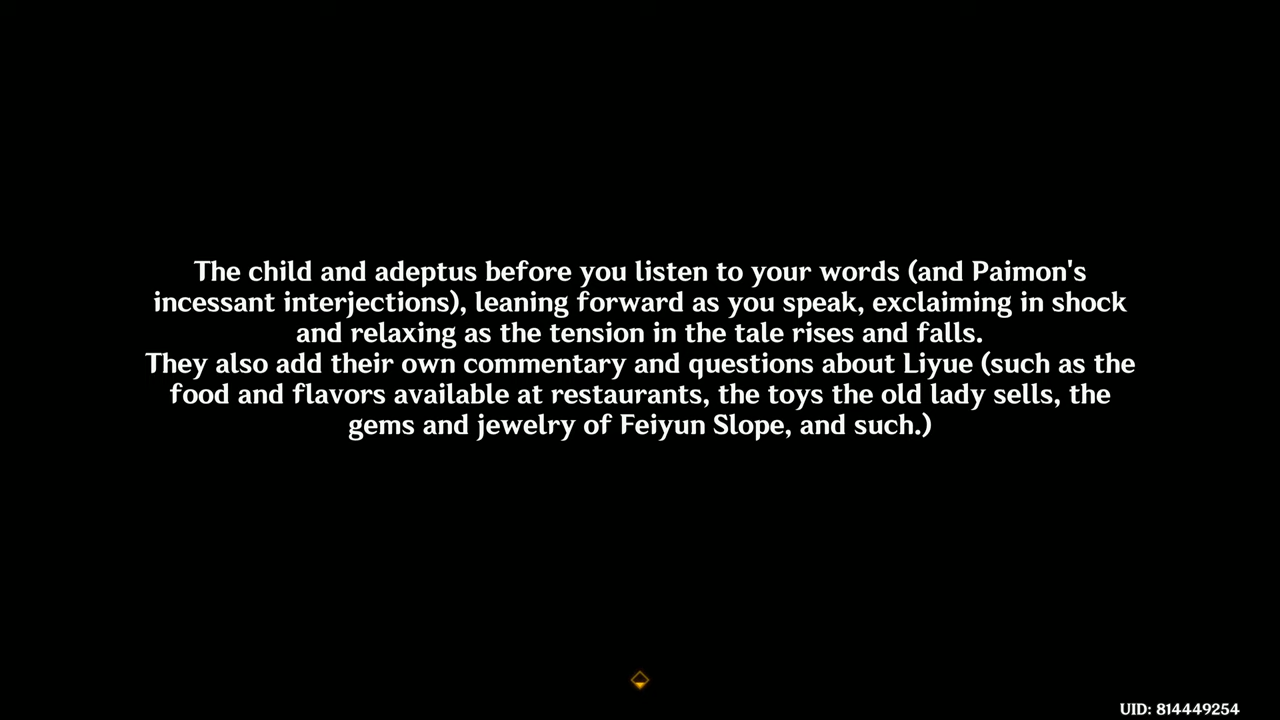 The child and adeptus before you listen to your words (and Paimon's
incessant interjections), leaning forward as you speak, exclaiming in shock
and relaxing as the tension in the tale rises and falls.
They also add their own commentary and questions about Liyue (such as the
food and flavors available at restaurants, the toys the old lady sells, the
gems and jewelry of Feiyun Slope, and such.)
UID: 814449254